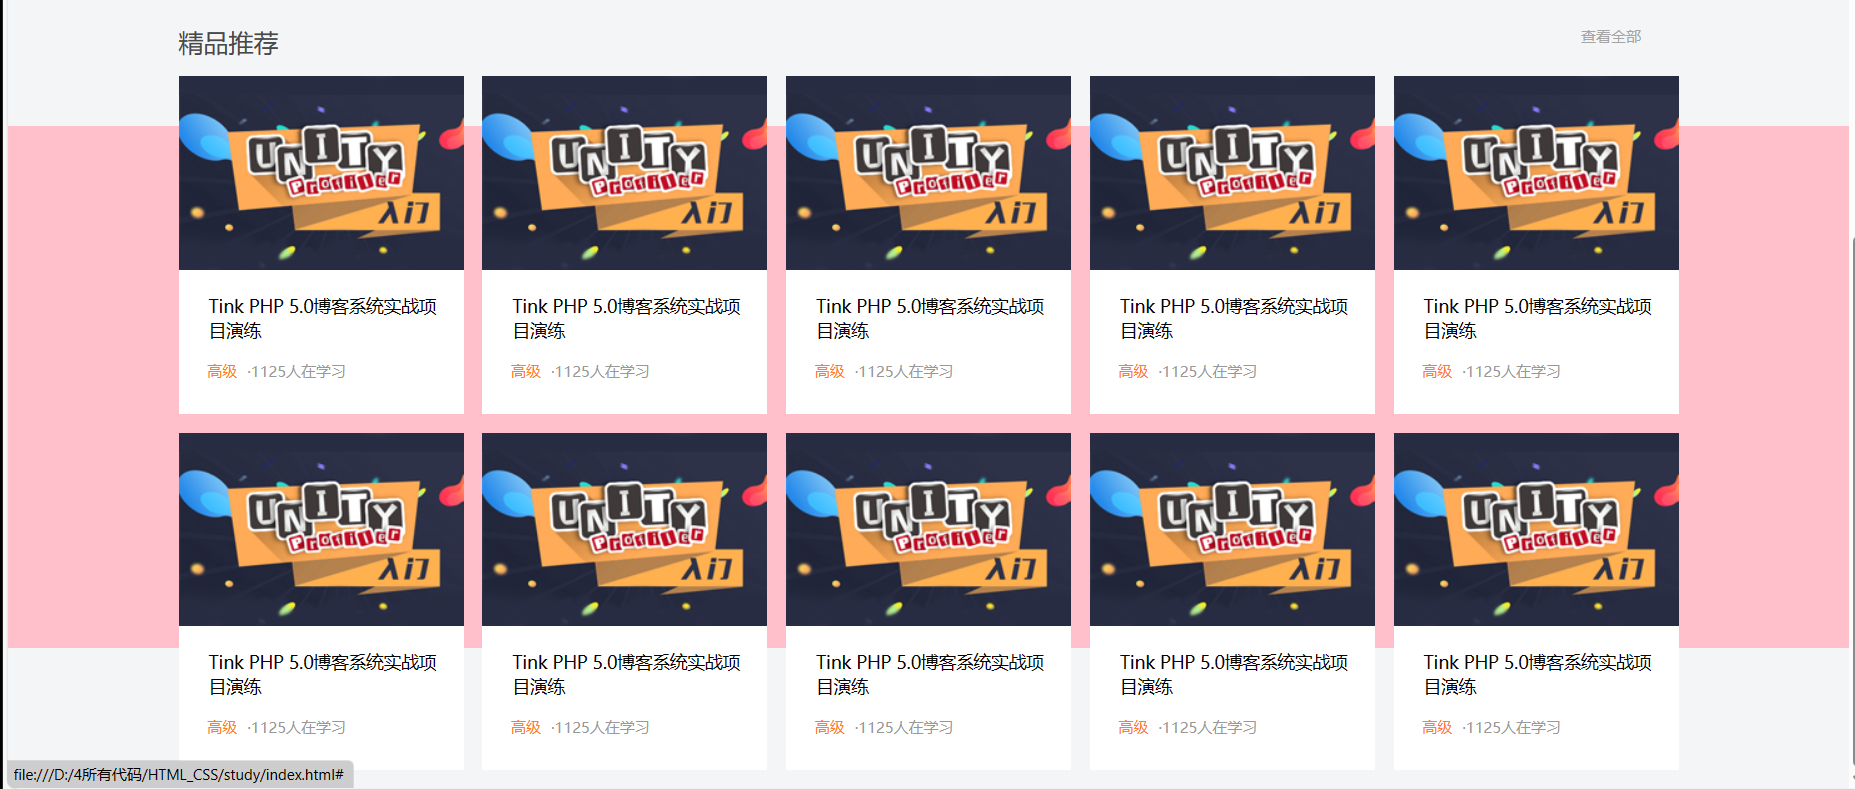 精品推荐
查看全部
UNITY
Profiler
入门
UNITY
Profiler
入门
UNITY
Profiler
入门
UNITY
Profiler
入门
UNITY
Profiler
入门
Tink PHP 5.0博客系统实战项
目演练
高级 ·1125人在学习
Tink PHP 5.0博客系统实战项
目演练
高级 ·1125人在学习
Tink PHP 5.0博客系统实战项
目演练
高级 ·1125人在学习
Tink PHP 5.0博客系统实战项
目演练
高级 ·1125人在学习
Tink PHP 5.0博客系统实战项
目演练
高级 ·1125人在学习
UNITY
Profiler
入门
UNITY
Profiler
入门
UNITY
Profiler
入门
UNITY
Profiler
入门
UNITY
Profiler
入门
Tink PHP 5.0博客系统实战项
目演练
高级 ·1125人在学习
Tink PHP 5.0博客系统实战项
目演练
高级 ·1125人在学习
Tink PHP 5.0博客系统实战项
目演练
高级 ·1125人在学习
Tink PHP 5.0博客系统实战项
目演练
高级 ·1125人在学习
Tink PHP 5.0博客系统实战项
目演练
高级 ·1125人在学习
file:///D:/4所有代码/HTML_CSS/study/index.html#